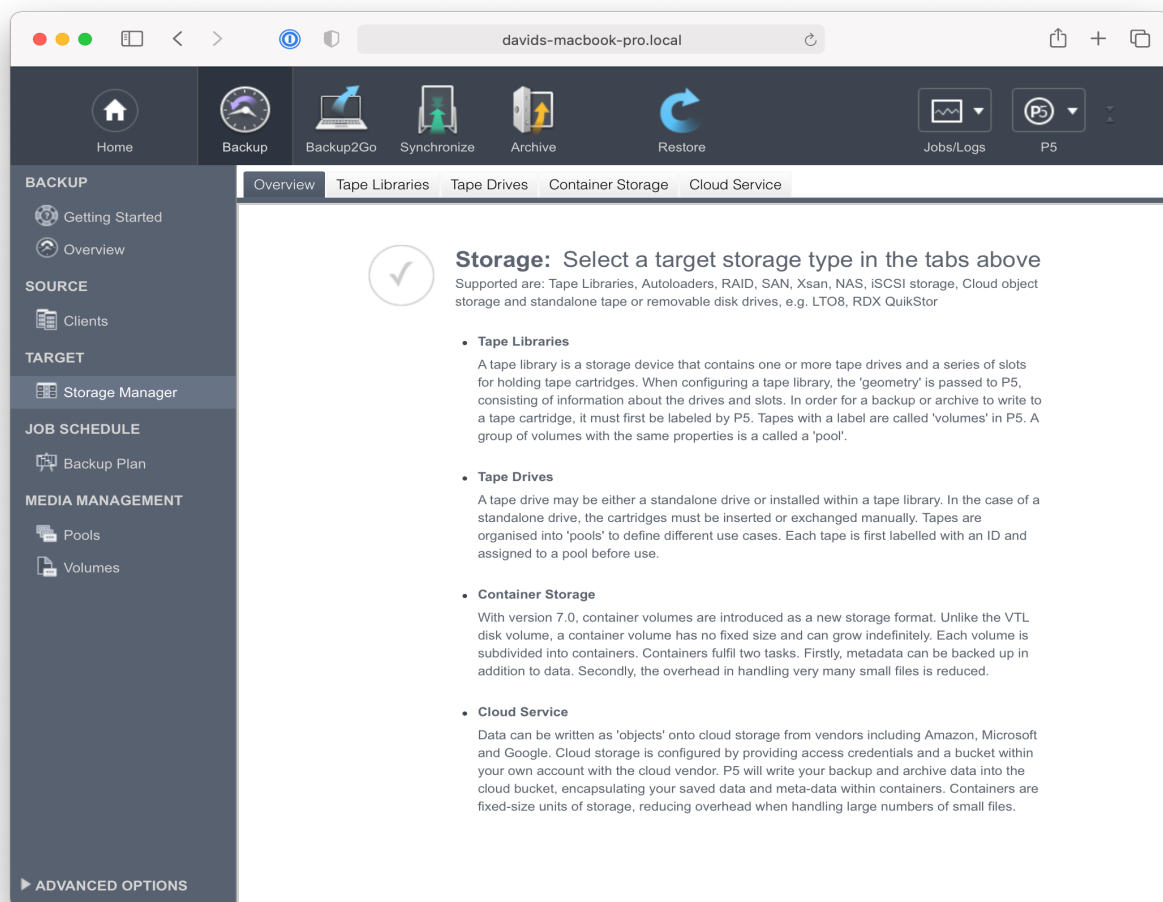 davids-macbook-pro.local
Home
Backup
Backup2Go
Synchronize
Archive
Restore
Jobs/Logs
P5
P5
BACKUP
Getting Started
Overview
SOURCE
Clients
TARGET
Storage Manager
JOB SCHEDULE
Backup Plan
MEDIA MANAGEMENT
Pools
Volumes
ADVANCED OPTIONS
Overview
Tape Libraries
Tape Drives
Container Storage
Cloud Service
Storage: Select a target storage type in the tabs above
Supported are: Tape Libraries, Autoloaders, RAID, SAN, Xsan, NAS, iSCSI storage, Cloud object
storage and standalone tape or removable disk drives, e.g. LTO8, RDX QuikStor
• Tape Libraries
A tape library is a storage device that contains one or more tape drives and a series of slots
for holding tape cartridges. When configuring a tape library, the 'geometry' is passed to P5,
consisting of information about the drives and slots. In order for a backup or archive to write to
a tape cartridge, it must first be labeled by P5. Tapes with a label are called 'volumes' in P5. A
group of volumes with the same properties is a called a 'pool'.
• Tape Drives
A tape drive may be either a standalone drive or installed within a tape library. In the case of a
standalone drive, the cartridges must be inserted or exchanged manually. Tapes are
organised into 'pools' to define different use cases. Each tape is first labelled with an ID and
assigned to a pool before use.
• Container Storage
With version 7.0, container volumes are introduced as a new storage format. Unlike the VTL
disk volume, a container volume has no fixed size and can grow indefinitely. Each volume is
subdivided into containers. Containers fulfil two tasks. Firstly, metadata can be backed up in
addition to data. Secondly, the overhead in handling very many small files is reduced.
• Cloud Service
Data can be written as 'objects' onto cloud storage from vendors including Amazon, Microsoft
and Google. Cloud storage is configured by providing access credentials and a bucket within
your own account with the cloud vendor. P5 will write your backup and archive data into the
cloud bucket, encapsulating your saved data and meta-data within containers. Containers are
fixed-size units of storage, reducing overhead when handling large numbers of small files.